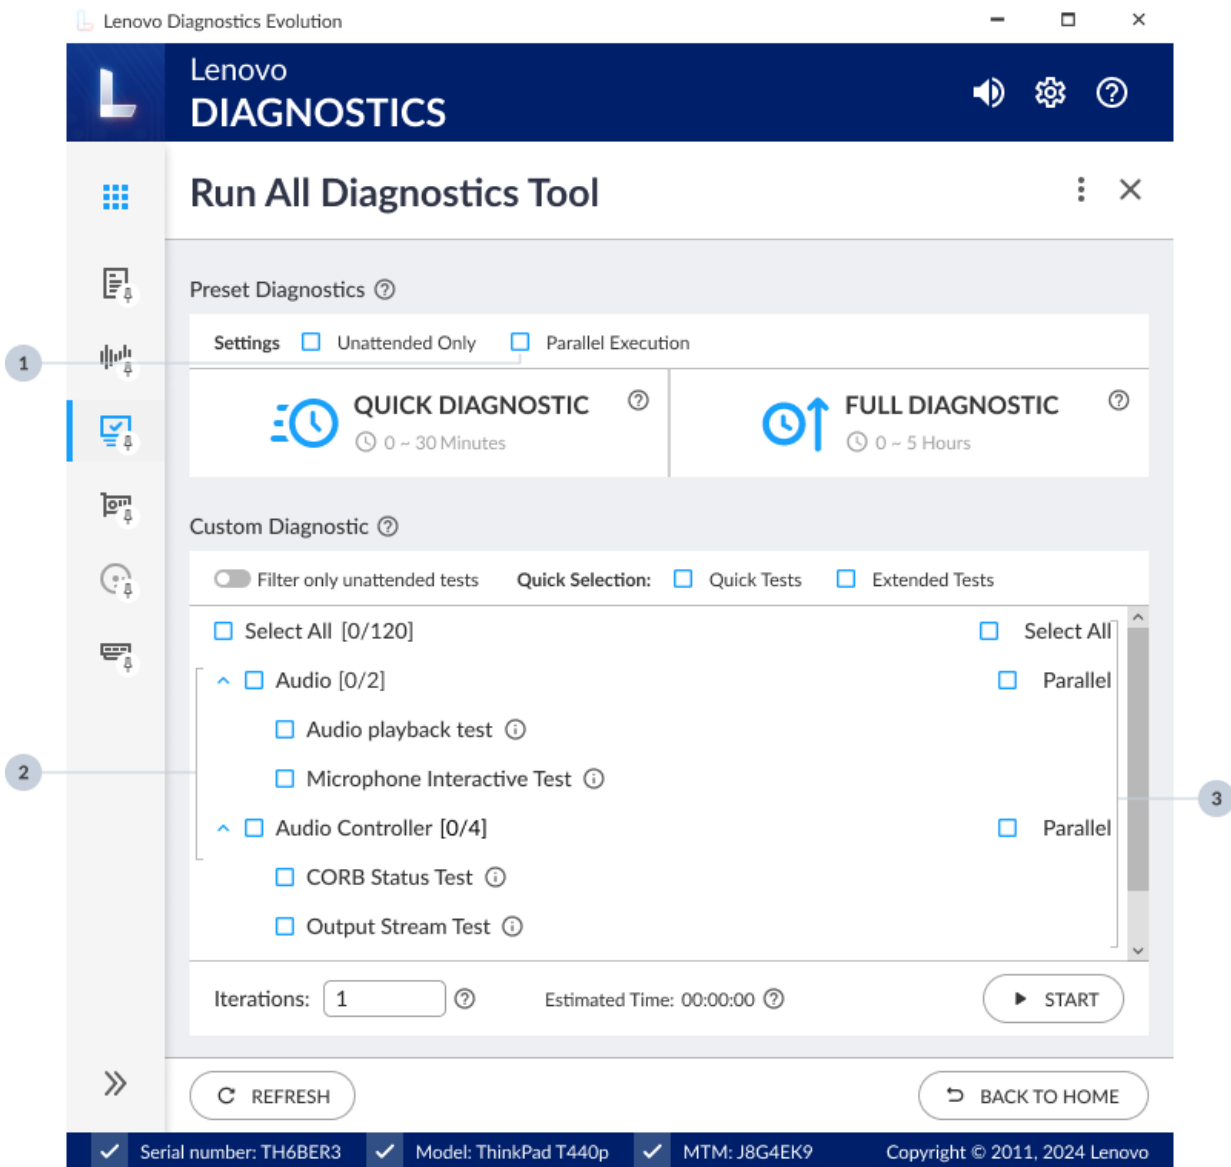 Lenovo Diagnostics Evolution
Lenovo
DIAGNOSTICS
Run All Diagnostics Tool
Preset Diagnostics
Settings Unattended Only Parallel Execution
1
QUICK DIAGNOSTIC
0 ~ 30 Minutes
FULL DIAGNOSTIC
0 ~ 5 Hours
Custom Diagnostic
Filter only unattended tests Quick Selection: Quick Tests Extended Tests
Select All [0/120] Select All
Audio [0/2] Parallel
Audio playback test
2
Microphone Interactive Test
3
Audio Controller [0/4] Parallel
CORB Status Test
Output Stream Test
Iterations: 1 Estimated Time: 00:00:00 START
REFRESH BACK TO HOME
Serial number: TH6BER3 Model: ThinkPad T440p MTM: J8G4EK9 Copyright © 2011, 2024 Lenovo